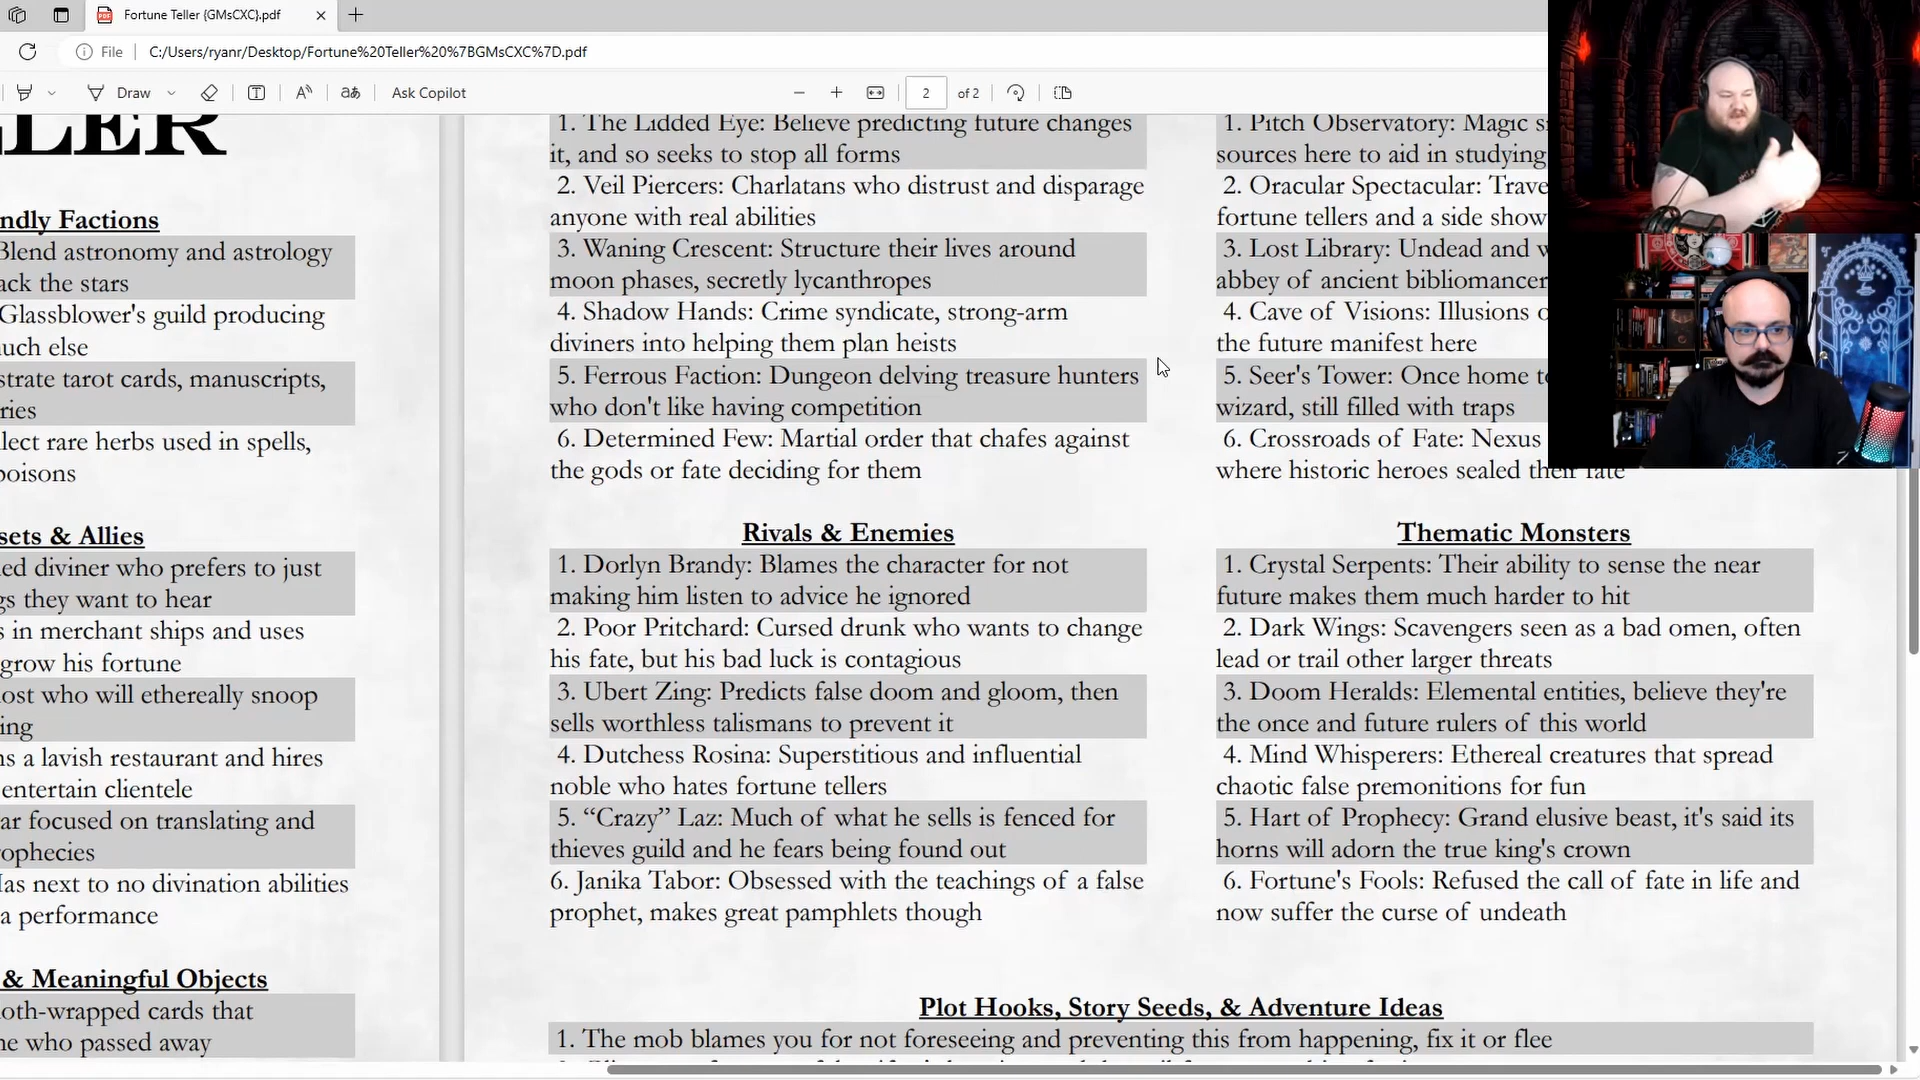 Fortune Teller {GMsCXC}.pdf
File
C:/Users/ryanr/Desktop/Fortune%20Teller%20%7BGMsCXC%7D.pdf
Draw
Ask Copilot
2
of 2
LLER
ndly Factions
Blend astronomy and astrology
ack the stars
Glassblower's guild producing
uch else
strate tarot cards, manuscripts,
ries
llect rare herbs used in spells,
poisons
sets & Allies
ed diviner who prefers to just
gs they want to hear
s in merchant ships and uses
grow his fortune
host who will ethereally snoop
ing
ns a lavish restaurant and hires
entertain clientele
ar focused on translating and
rophecies
Has next to no divination abilities
a performance
& Meaningful Objects
oth-wrapped cards that
ne who passed away
1. The Lidded Eye: Believe predicting future changes
it, and so seeks to stop all forms
2. Veil Piercers: Charlatans who distrust and disparage
anyone with real abilities
3. Waning Crescent: Structure their lives around
moon phases, secretly lycanthropes
4. Shadow Hands: Crime syndicate, strong-arm
diviners into helping them plan heists
5. Ferrous Faction: Dungeon delving treasure hunters
who don't like having competition
6. Determined Few: Martial order that chafes against
the gods or fate deciding for them
Rivals & Enemies
1. Dorlyn Brandy: Blames the character for not
making him listen to advice he ignored
2. Poor Pritchard: Cursed drunk who wants to change
his fate, but his bad luck is contagious
3. Ubert Zing: Predicts false doom and gloom, then
sells worthless talismans to prevent it
4. Dutchess Rosina: Superstitious and influential
noble who hates fortune tellers
5. “Crazy” Laz: Much of what he sells is fenced for
thieves guild and he fears being found out
6. Janika Tabor: Obsessed with the teachings of a false
prophet, makes great pamphlets though
1. Pitch Observatory: Magic s
sources here to aid in studying
2. Oracular Spectacular: Trave
fortune tellers and a side show
3. Lost Library: Undead and w
abbey of ancient bibliomancer
4. Cave of Visions: Illusions o
the future manifest here
5. Seer's Tower: Once home to
wizard, still filled with traps
6. Crossroads of Fate: Nexus
where historic heroes sealed their fate
Thematic Monsters
1. Crystal Serpents: Their ability to sense the near
future makes them much harder to hit
2. Dark Wings: Scavengers seen as a bad omen, often
lead or trail other larger threats
3. Doom Heralds: Elemental entities, believe they're
the once and future rulers of this world
4. Mind Whisperers: Ethereal creatures that spread
chaotic false premonitions for fun
5. Hart of Prophecy: Grand elusive beast, it's said its
horns will adorn the true king's crown
6. Fortune's Fools: Refused the call of fate in life and
now suffer the curse of undeath
Plot Hooks, Story Seeds, & Adventure Ideas
1. The mob blames you for not foreseeing and preventing this from happening, fix it or flee